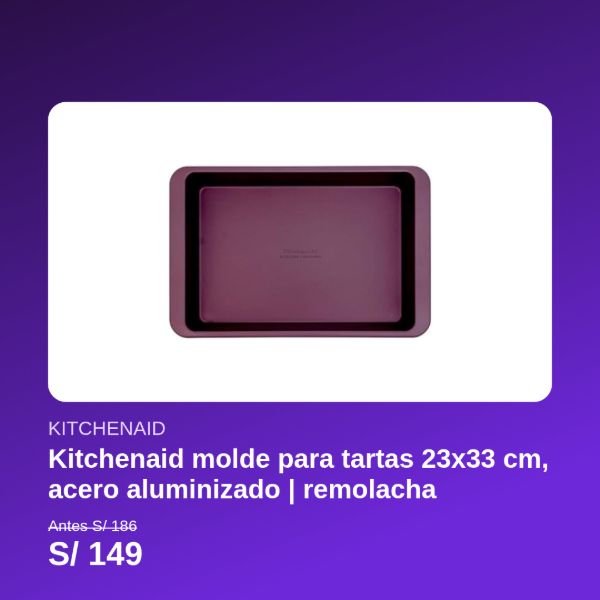 KITCHENAID
Kitchenaid molde para tartas 23x33 cm,
acero aluminizado | remolacha
Antes S/ 186
S/ 149